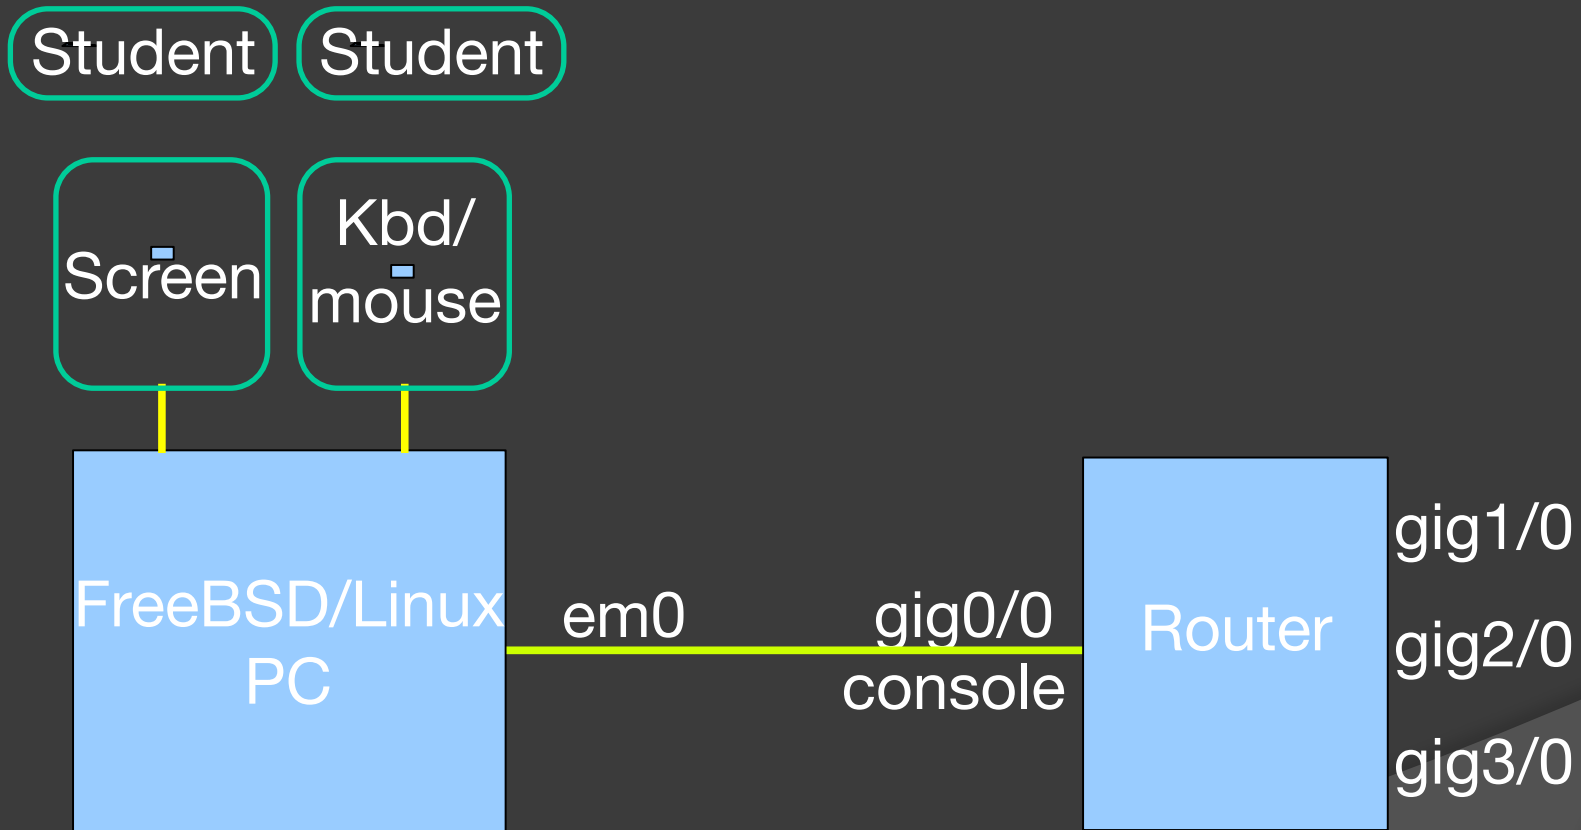 Student
Student
Screen
Kbd/
mouse
FreeBSD/Linux
PC
em0
gig0/0
console
Router
gig1/0
gig2/0
gig3/0